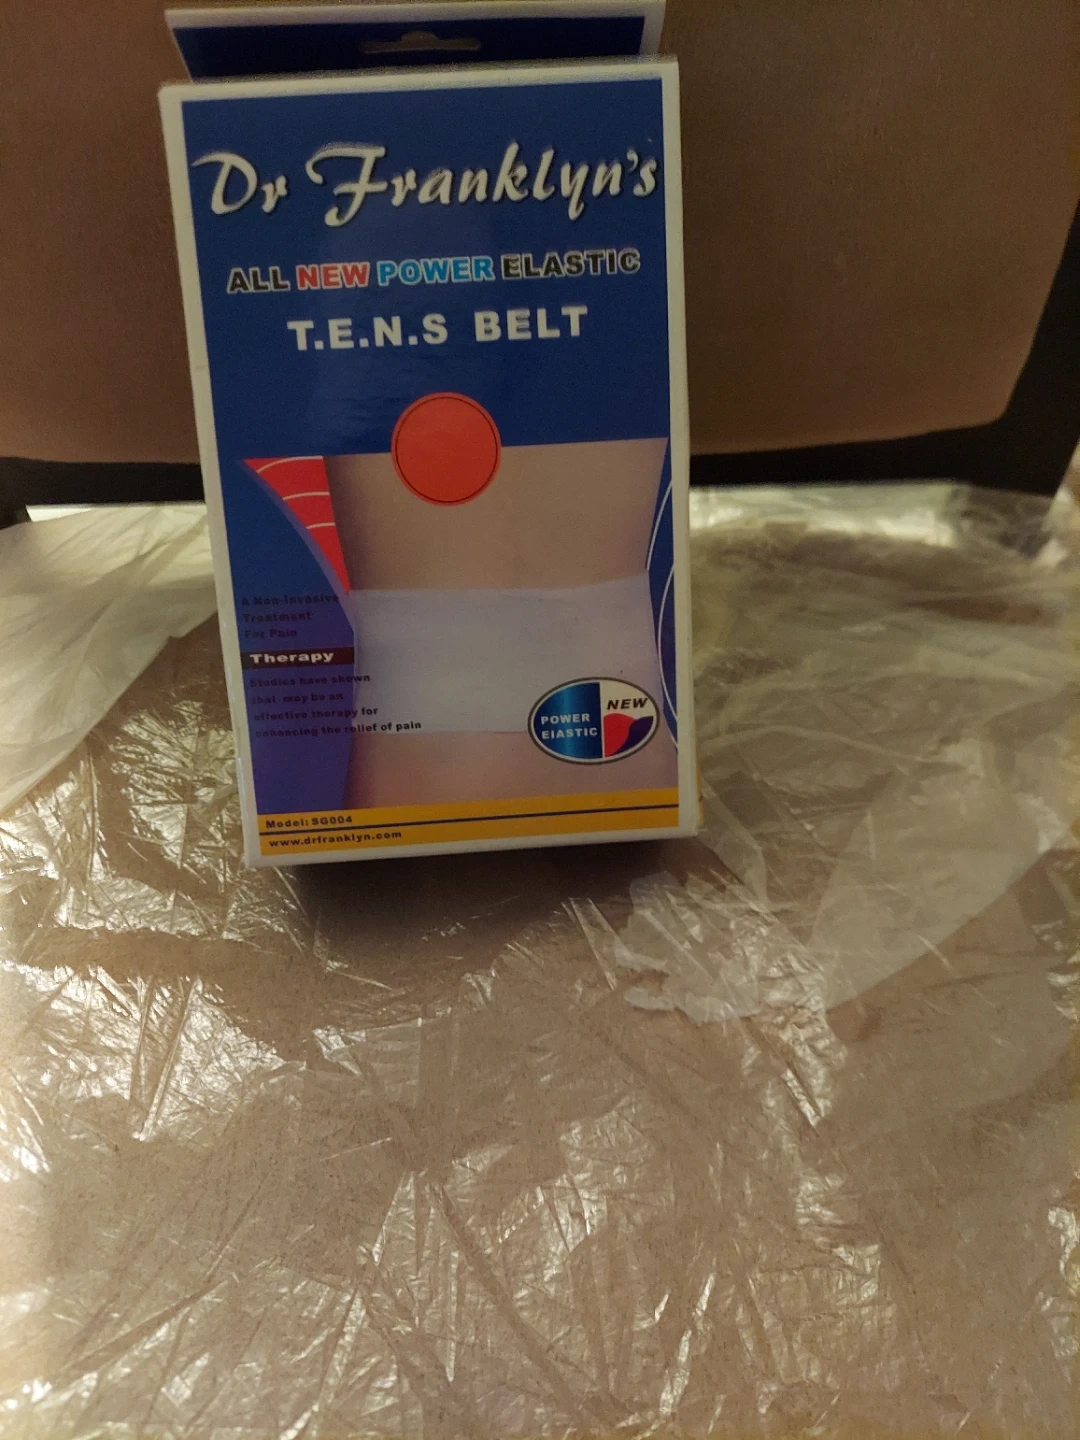 Dr Franklyn's
ALL NEW POWER ELASTIC
T.E.N.S BELT
A Non-Invasive
Treatment
For Pain
Therapy
Studies have shown
that may be an
effective therapy for
enhancing the relief of pain
NEW
POWER
ElASTIC
Model: SG004
www.drfranklyn.com